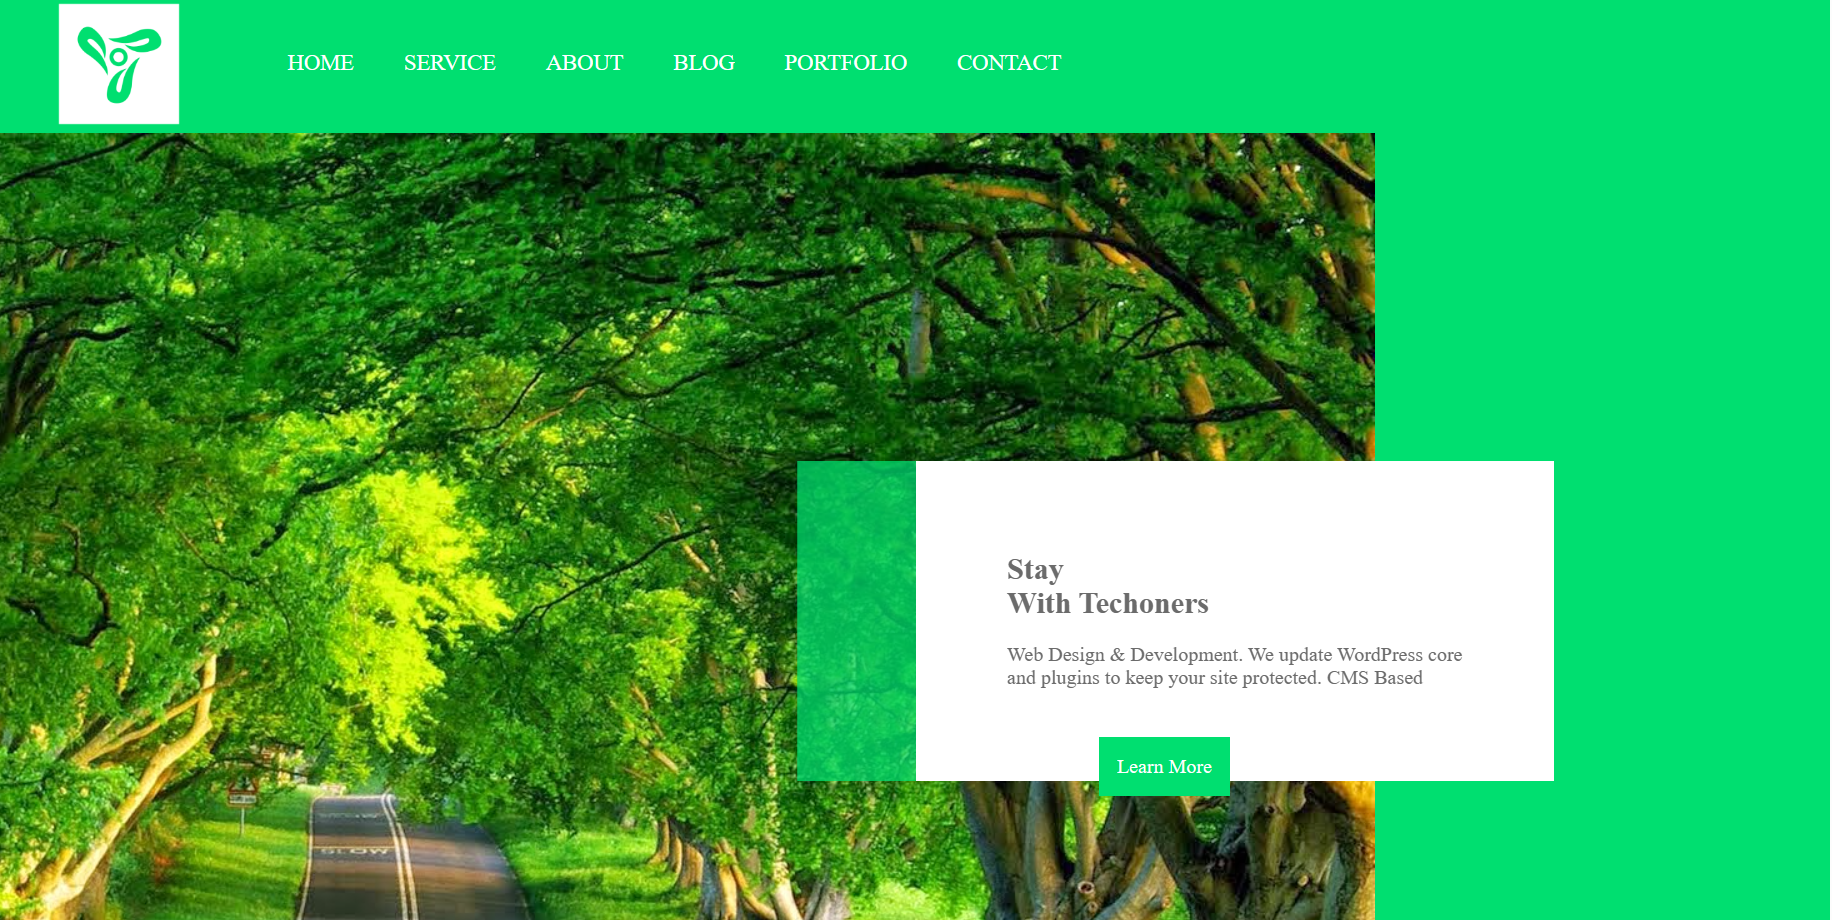 HOME SERVICE ABOUT BLOG PORTFOLIO CONTACT
Stay
With Techoners
Web Design & Development. We update WordPress core
and plugins to keep your site protected. CMS Based
Learn More
SLOW